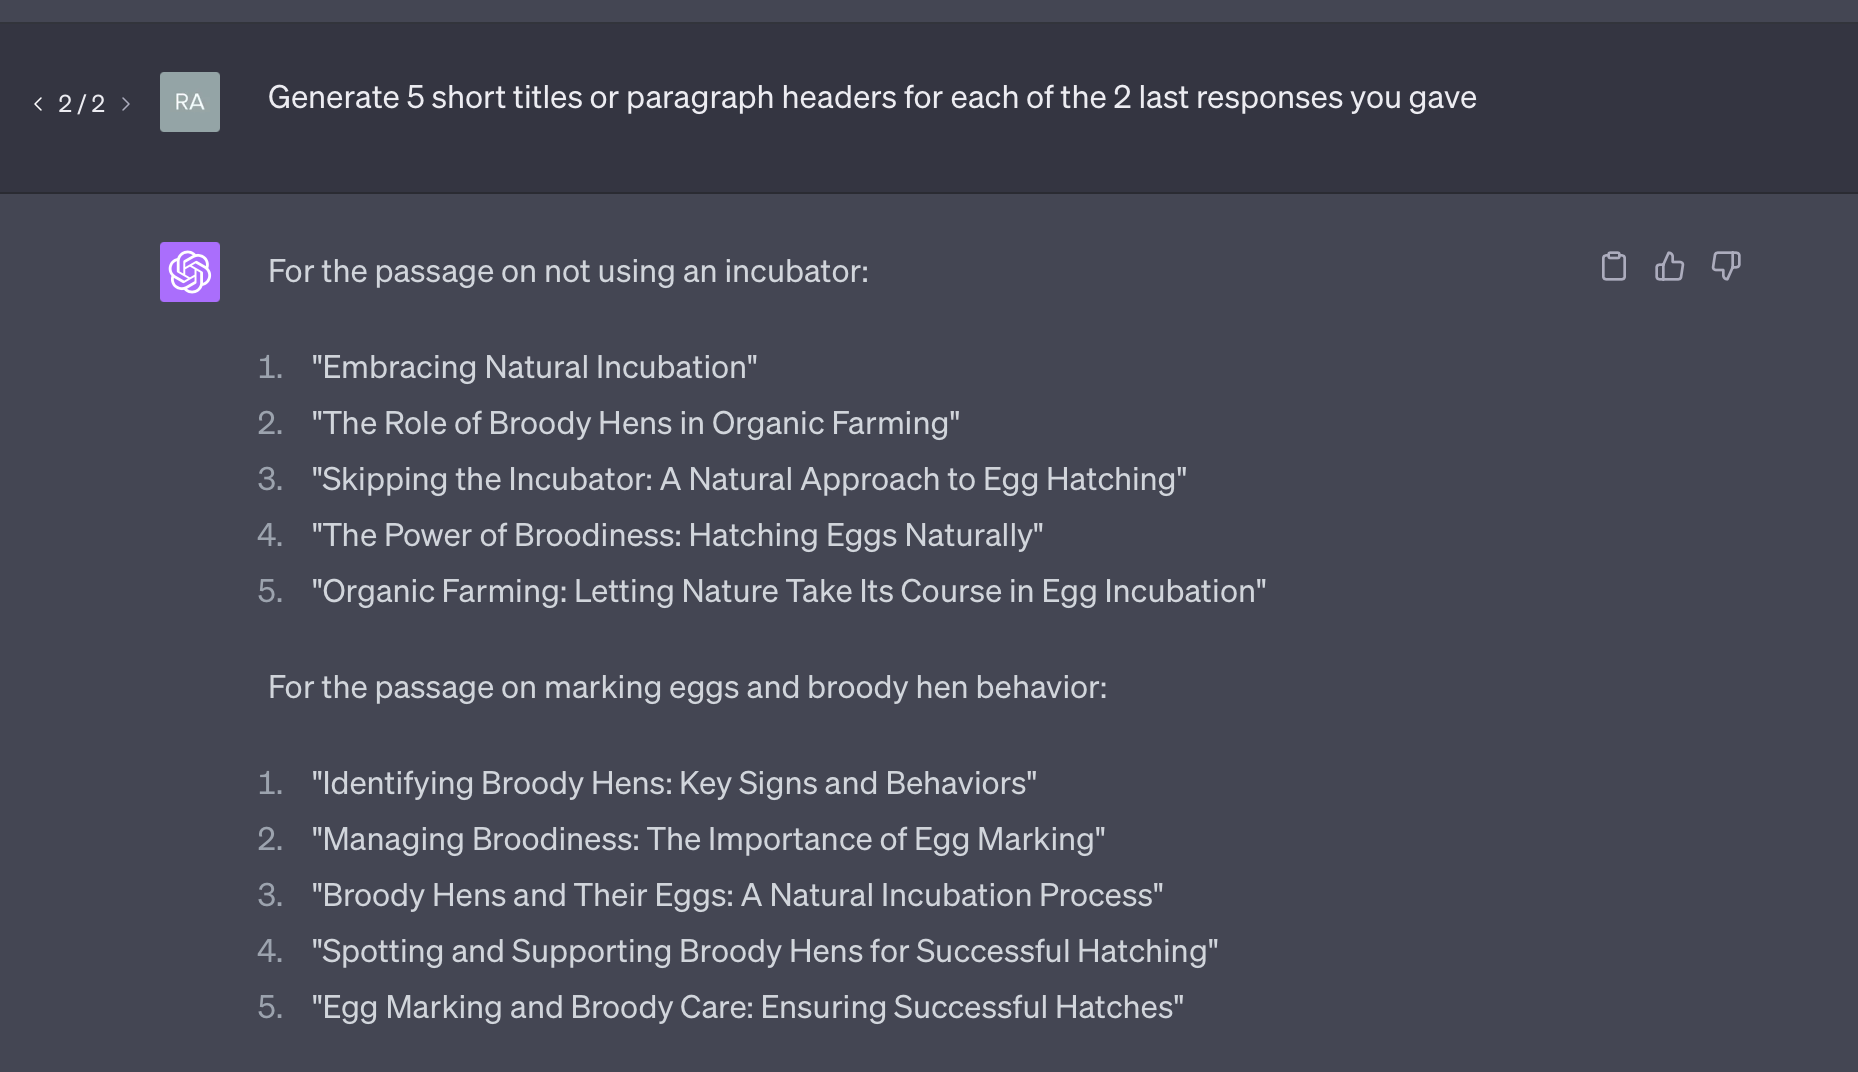 < 2 / 2 >
RA
Generate 5 short titles or paragraph headers for each of the 2 last responses you gave
For the passage on not using an incubator:
1. "Embracing Natural Incubation"
2. "The Role of Broody Hens in Organic Farming"
3. "Skipping the Incubator: A Natural Approach to Egg Hatching"
4. "The Power of Broodiness: Hatching Eggs Naturally"
5. "Organic Farming: Letting Nature Take Its Course in Egg Incubation"
For the passage on marking eggs and broody hen behavior:
1. "Identifying Broody Hens: Key Signs and Behaviors"
2. "Managing Broodiness: The Importance of Egg Marking"
3. "Broody Hens and Their Eggs: A Natural Incubation Process"
4. "Spotting and Supporting Broody Hens for Successful Hatching"
5. "Egg Marking and Broody Care: Ensuring Successful Hatches"